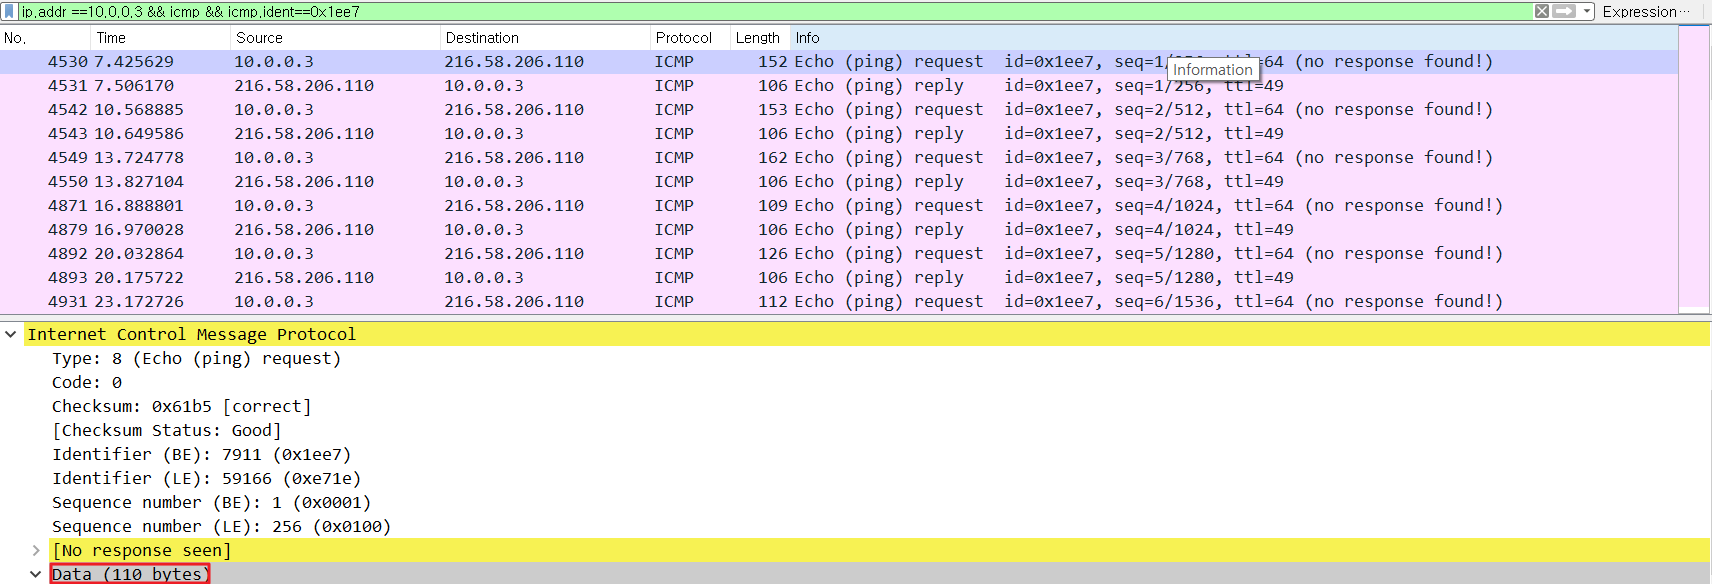 ip.addr ==10.0.0.3 && icmp && icmp.ident==0x1ee7 Expression…
No. Time Source Destination Protocol Length Info
4530 7.425629 10.0.0.3 216.58.206.110 ICMP 152 Echo (ping) request id=0x1ee7, seq=1/ ttl=64 (no response found!)
Information
4531 7.506170 216.58.206.110 10.0.0.3 ICMP 106 Echo (ping) reply id=0x1ee7, seq=1/256, ttl=49
4542 10.568885 10.0.0.3 216.58.206.110 ICMP 153 Echo (ping) request id=0x1ee7, seq=2/512, ttl=64 (no response found!)
4543 10.649586 216.58.206.110 10.0.0.3 ICMP 106 Echo (ping) reply id=0x1ee7, seq=2/512, ttl=49
4549 13.724778 10.0.0.3 216.58.206.110 ICMP 162 Echo (ping) request id=0x1ee7, seq=3/768, ttl=64 (no response found!)
4550 13.827104 216.58.206.110 10.0.0.3 ICMP 106 Echo (ping) reply id=0x1ee7, seq=3/768, ttl=49
4871 16.888801 10.0.0.3 216.58.206.110 ICMP 109 Echo (ping) request id=0x1ee7, seq=4/1024, ttl=64 (no response found!)
4879 16.970028 216.58.206.110 10.0.0.3 ICMP 106 Echo (ping) reply id=0x1ee7, seq=4/1024, ttl=49
4892 20.032864 10.0.0.3 216.58.206.110 ICMP 126 Echo (ping) request id=0x1ee7, seq=5/1280, ttl=64 (no response found!)
4893 20.175722 216.58.206.110 10.0.0.3 ICMP 106 Echo (ping) reply id=0x1ee7, seq=5/1280, ttl=49
4931 23.172726 10.0.0.3 216.58.206.110 ICMP 112 Echo (ping) request id=0x1ee7, seq=6/1536, ttl=64 (no response found!)
Internet Control Message Protocol
Type: 8 (Echo (ping) request)
Code: 0
Checksum: 0x61b5 [correct]
[Checksum Status: Good]
Identifier (BE): 7911 (0x1ee7)
Identifier (LE): 59166 (0xe71e)
Sequence number (BE): 1 (0x0001)
Sequence number (LE): 256 (0x0100)
[No response seen]
Data (110 bytes)